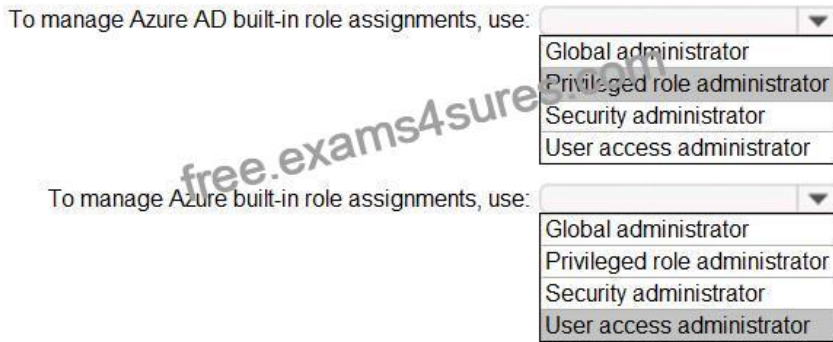 To manage Azure AD built-in role assignments, use:
Global administrator
Privileged role administrator
Security administrator
User access administrator
free.exams4sures.com
To manage Azure built-in role assignments, use:
Global administrator
Privileged role administrator
Security administrator
User access administrator